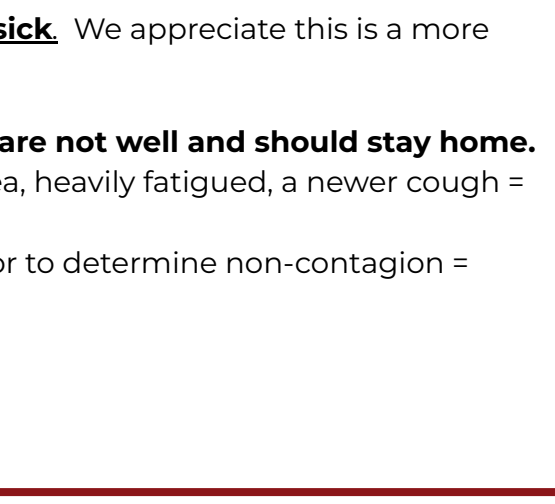 sick. We appreciate this is a more
are not well and should stay home.
ea, heavily fatigued, a newer cough =
or to determine non-contagion =